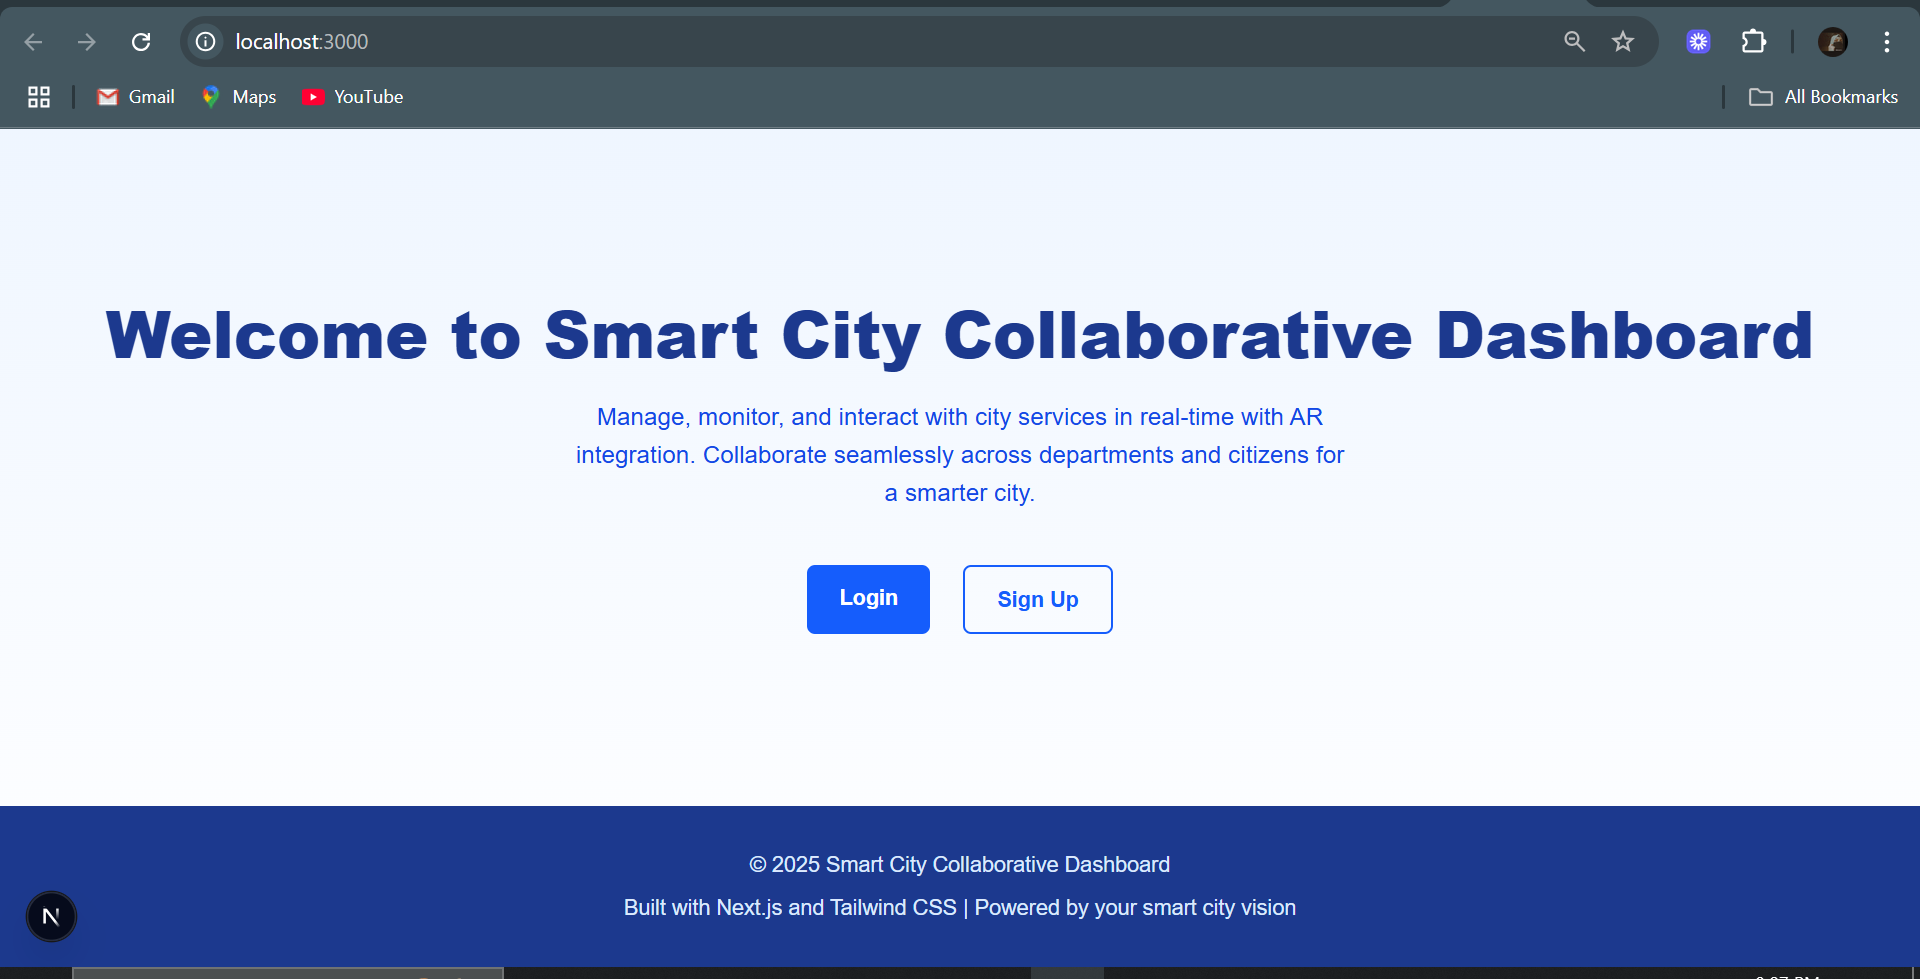 localhost:3000
Gmail
Maps
YouTube
All Bookmarks
Welcome to Smart City Collaborative Dashboard
Manage, monitor, and interact with city services in real-time with AR
integration. Collaborate seamlessly across departments and citizens for
a smarter city.
Login
Sign Up
© 2025 Smart City Collaborative Dashboard
Built with Next.js and Tailwind CSS | Powered by your smart city vision
N